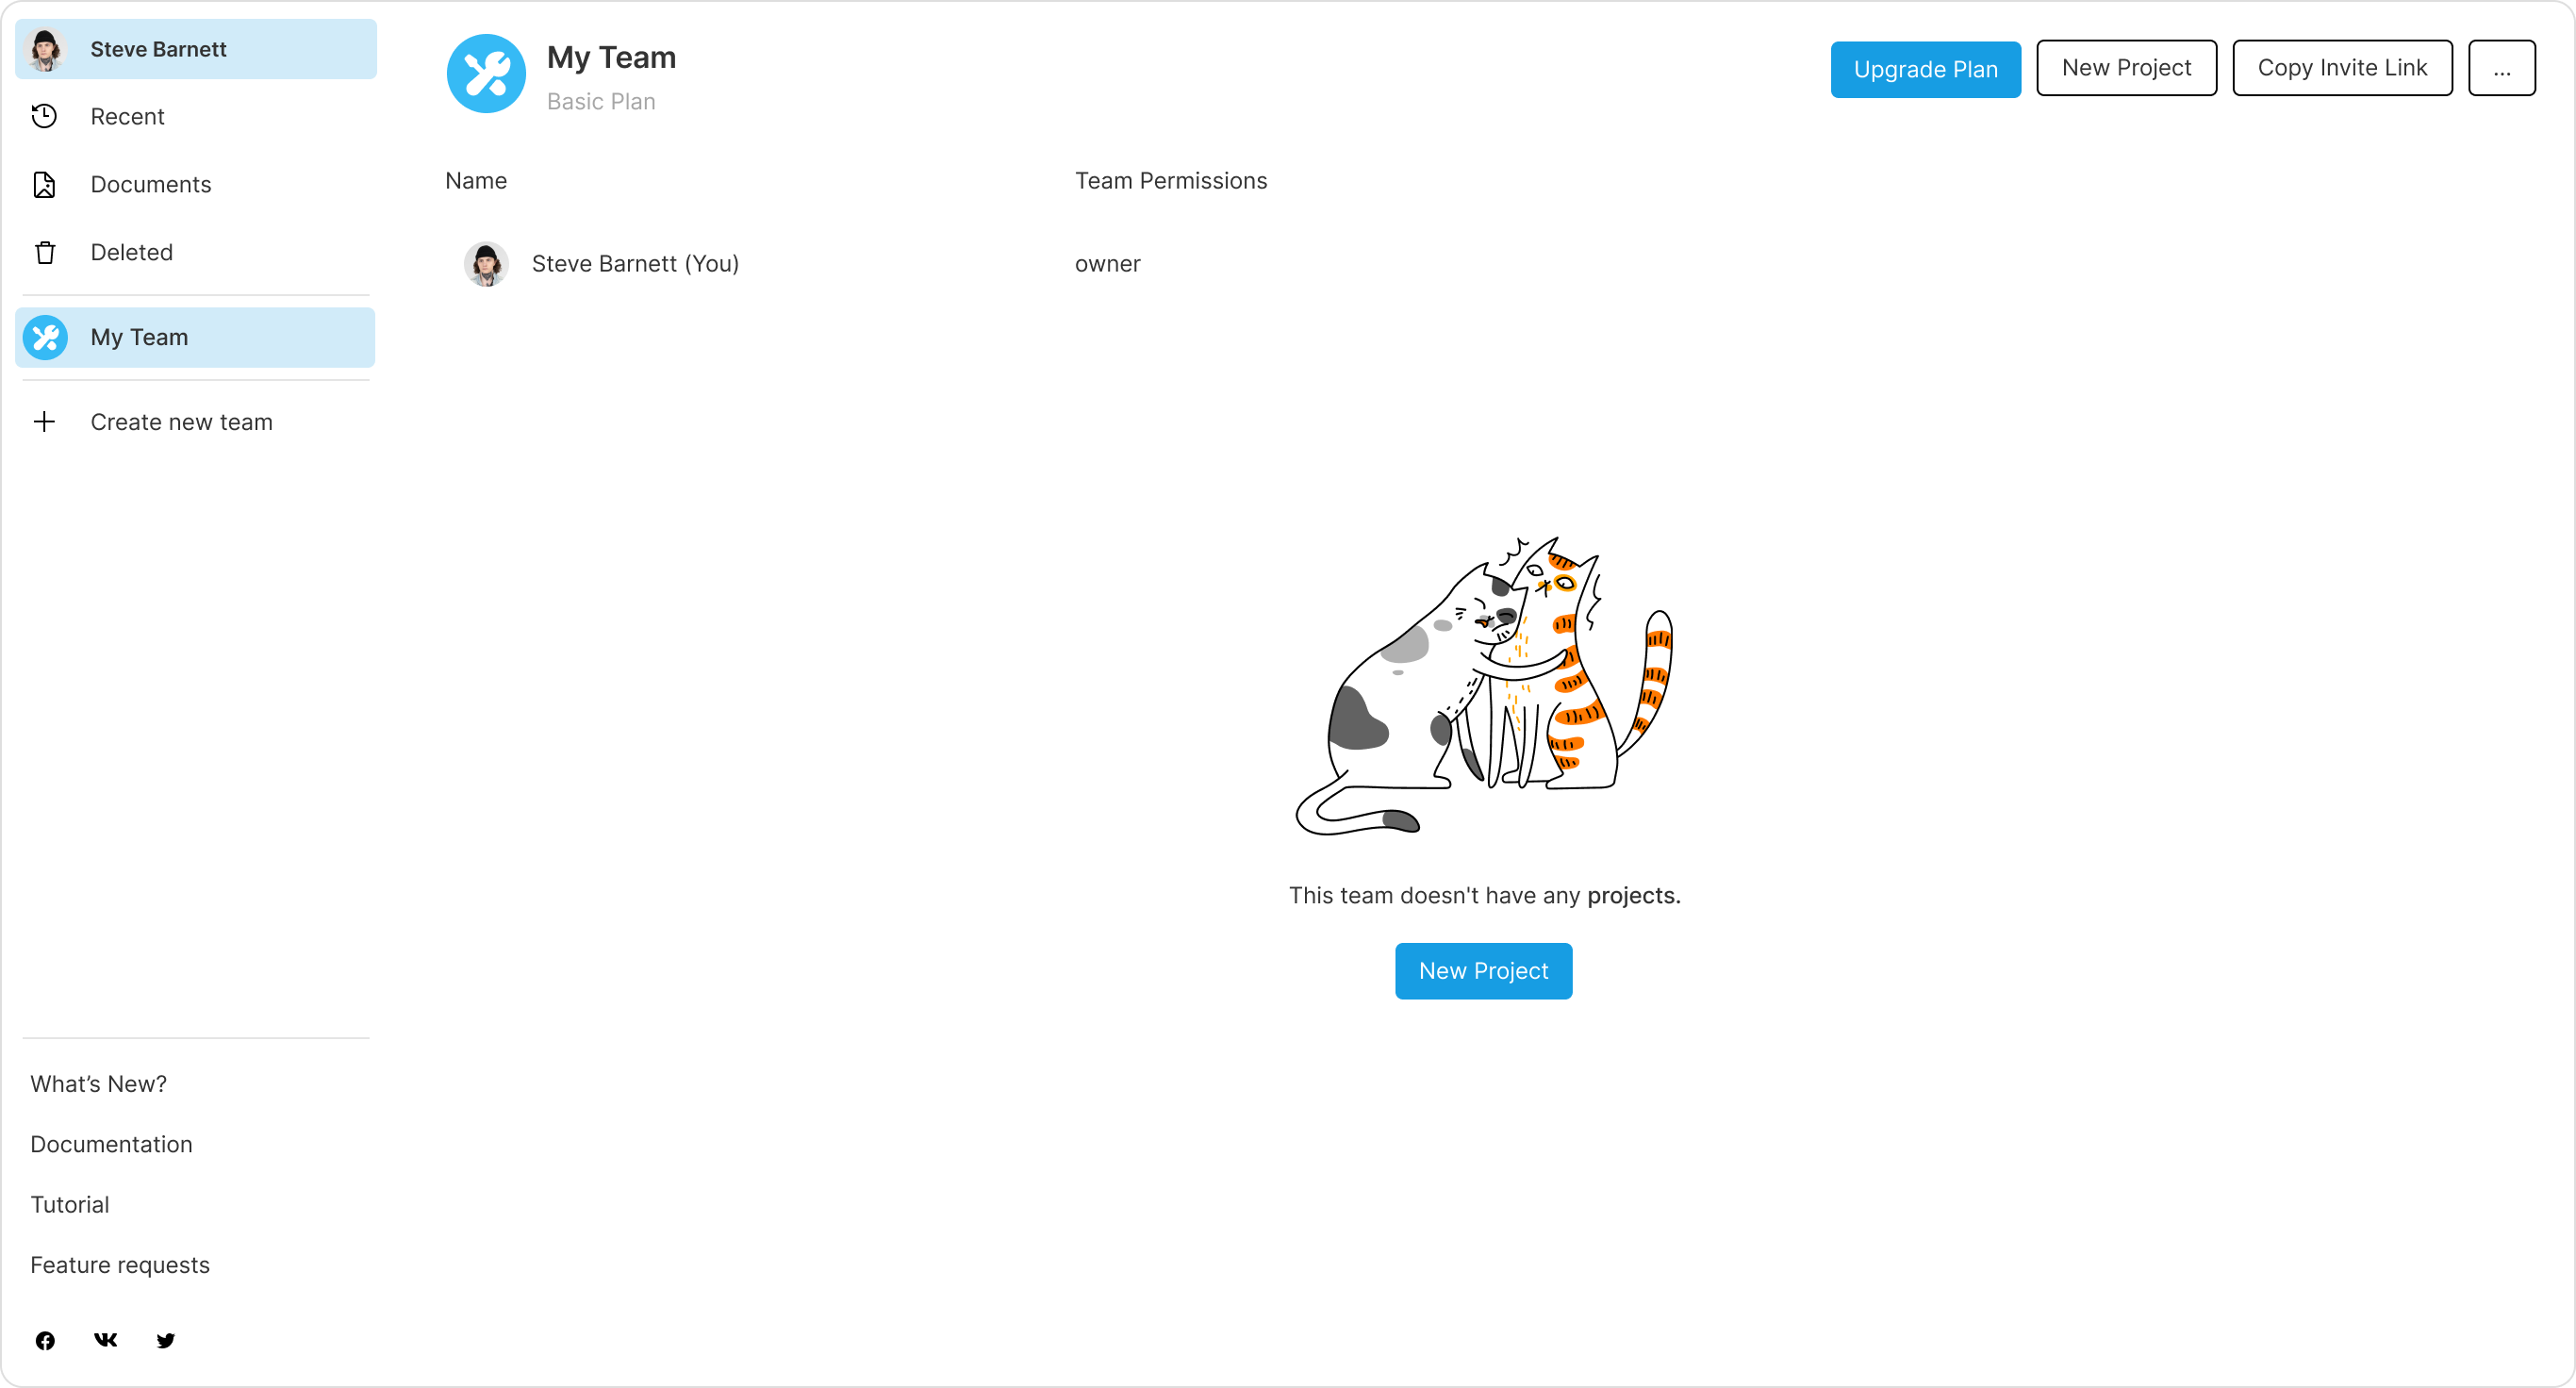 Steve Barnett
Recent
Documents
Deleted
My Team
Create new team
What’s New?
Documentation
Tutorial
Feature requests
My Team
Basic Plan
Upgrade Plan
New Project
Copy Invite Link
...
Name
Team Permissions
Steve Barnett (You)
owner
This team doesn't have any projects.
New Project